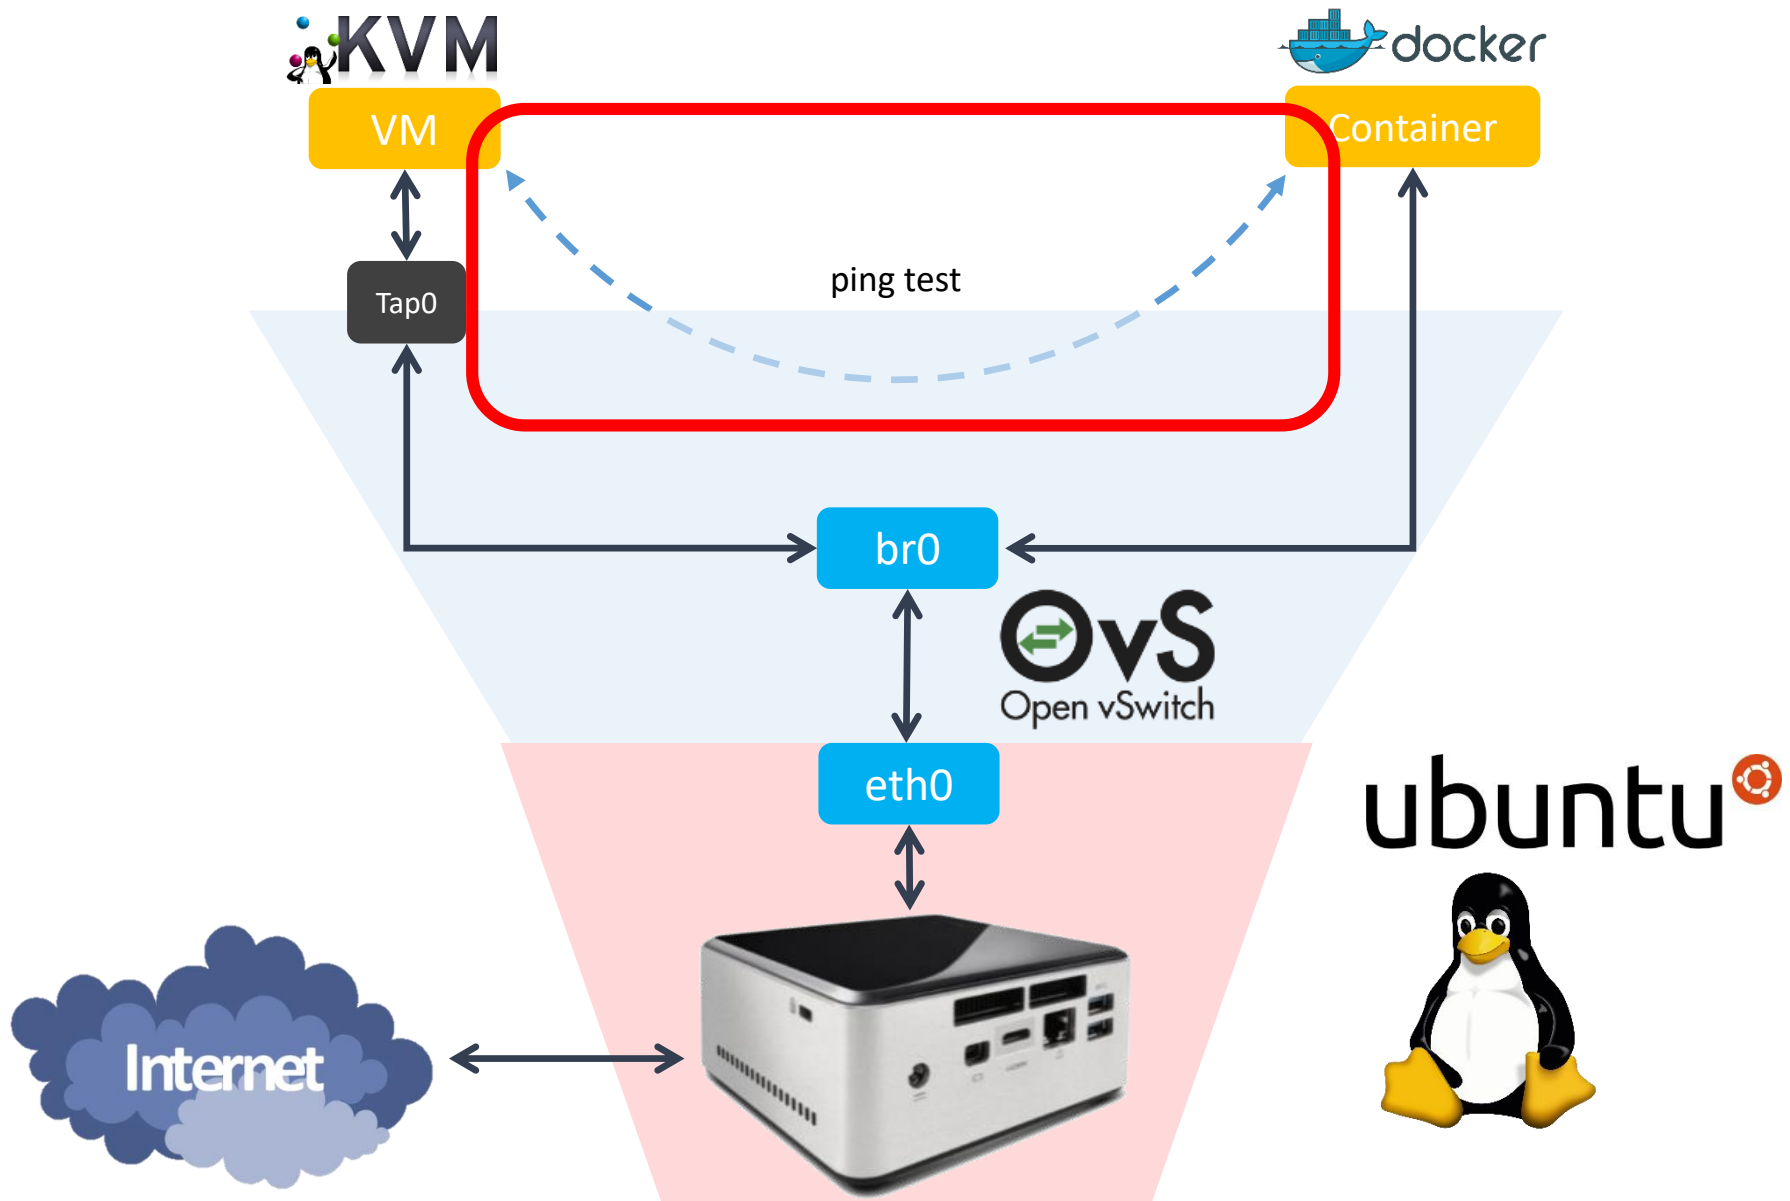 KVM
docker
VM
Container
Tap0
ping test
br0
OvS
Open vSwitch
eth0
ubuntu
Internet